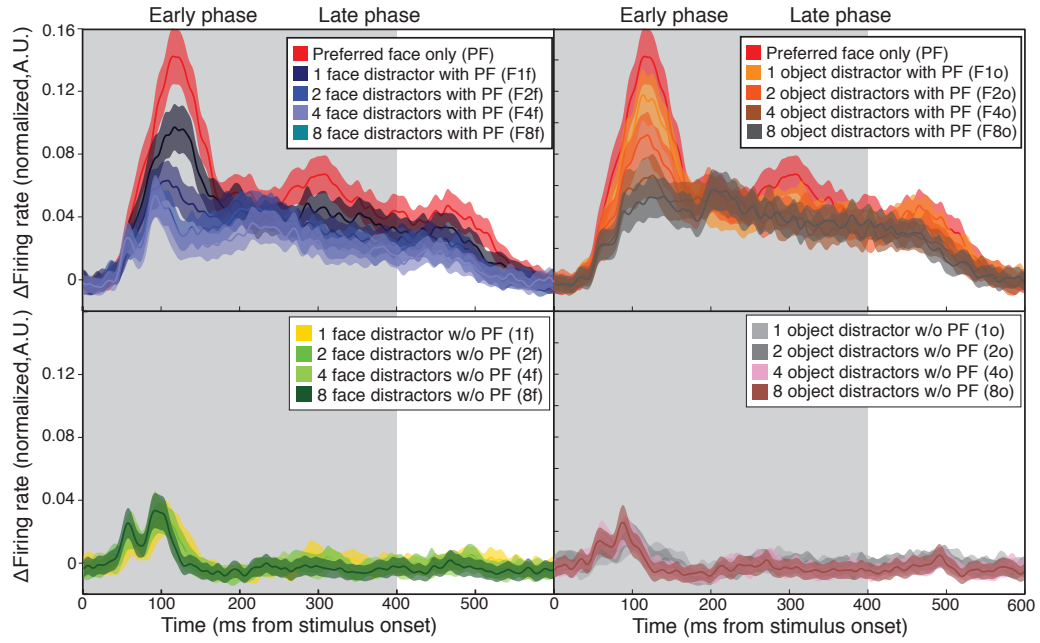 Early phase Late phase Early phase Late phase
ΔFiring rate (normalized,A.U.)
0.16
0.12
0.08
0.04
0
Preferred face only (PF)
1 face distractor with PF (F1f)
2 face distractors with PF (F2f)
4 face distractors with PF (F4f)
8 face distractors with PF (F8f)
Preferred face only (PF)
1 object distractor with PF (F1o)
2 object distractors with PF (F2o)
4 object distractors with PF (F4o)
8 object distractors with PF (F8o)
ΔFiring rate (normalized,A.U.)
0.12
0.08
0.04
0
1 face distractor w/o PF (1f)
2 face distractors w/o PF (2f)
4 face distractors w/o PF (4f)
8 face distractors w/o PF (8f)
1 object distractor w/o PF (1o)
2 object distractors w/o PF (2o)
4 object distractors w/o PF (4o)
8 object distractors w/o PF (8o)
0 100 200 300 400 500 0 100 200 300 400 500 600
Time (ms from stimulus onset) Time (ms from stimulus onset)